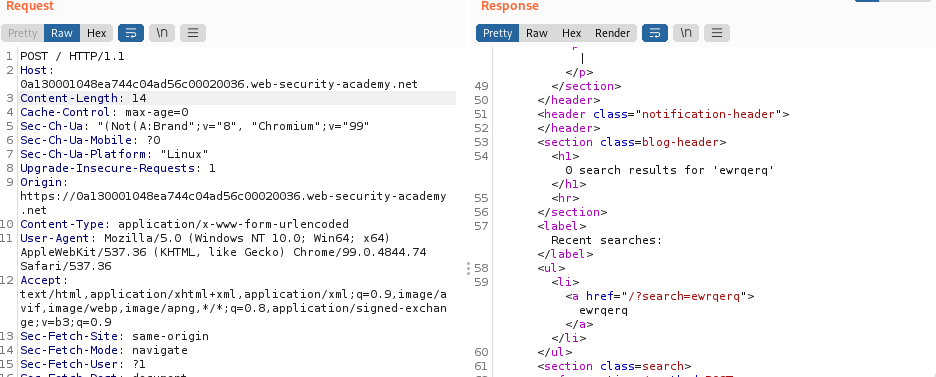 Request
Pretty Raw Hex \n
1 POST / HTTP/1.1
2 Host:
0a130001048ea744c04ad56c00020036.web-security-academy.net
3 Content-Length: 14
4 Cache-Control: max-age=0
5 Sec-Ch-Ua: "(Not(A:Brand";v="8", "Chromium";v="99"
6 Sec-Ch-Ua-Mobile: ?0
7 Sec-Ch-Ua-Platform: "Linux"
8 Upgrade-Insecure-Requests: 1
9 Origin:
https://0a130001048ea744c04ad56c00020036.web-security-academy
.net
10 Content-Type: application/x-www-form-urlencoded
11 User-Agent: Mozilla/5.0 (Windows NT 10.0; Win64; x64)
AppleWebKit/537.36 (KHTML, like Gecko) Chrome/99.0.4844.74
Safari/537.36
12 Accept:
text/html,application/xhtml+xml,application/xml;q=0.9,image/a
vif,image/webp,image/apng,*/*;q=0.8,application/signed-exchan
ge;v=b3;q=0.9
13 Sec-Fetch-Site: same-origin
14 Sec-Fetch-Mode: navigate
15 Sec-Fetch-User: ?1
Response
Pretty Raw Hex Render \n
|
</p>
49 </section>
50 </header>
51 <header class="notification-header">
52 </header>
53 <section class=blog-header>
54 <h1>
0 search results for 'ewrqerq'
</h1>
55 <hr>
56 </section>
57 <label>
Recent searches:
</label>
58 <ul>
59 <li>
<a href="/?search=ewrqerq">
ewrqerq
</a>
</li>
60 </ul>
61 <section class=search>